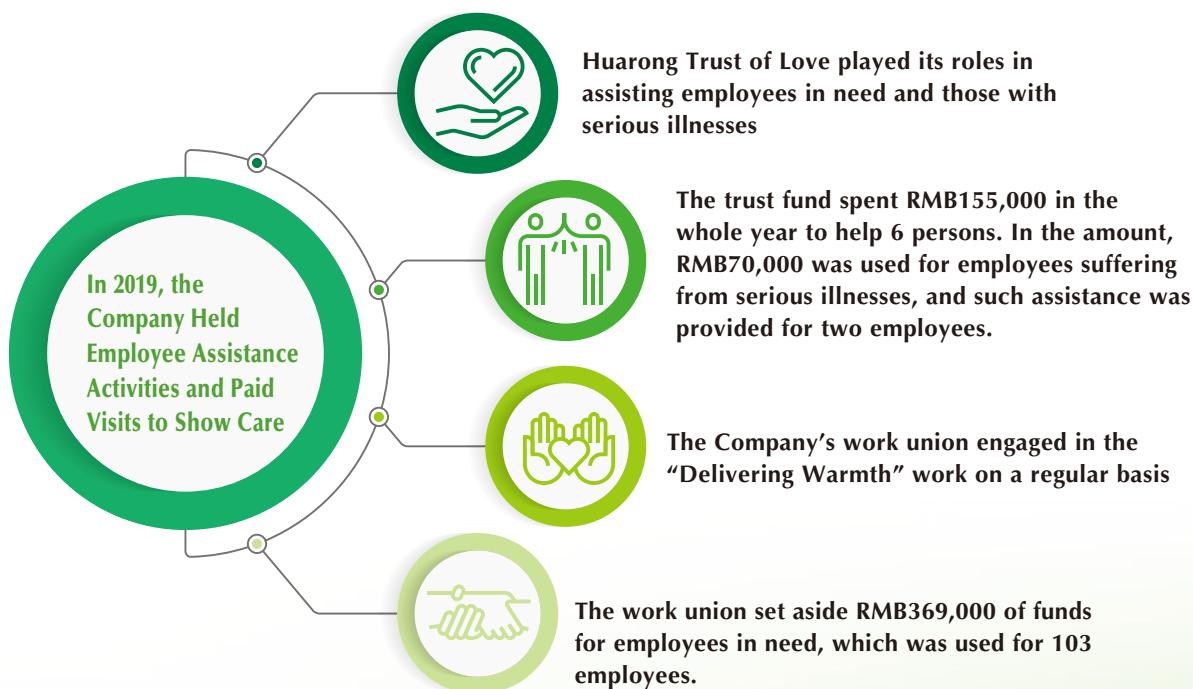 In 2019, the
Company Held
Employee Assistance
Activities and Paid
Visits to Show Care
Huarong Trust of Love played its roles in
assisting employees in need and those with
serious illnesses
The trust fund spent RMB155,000 in the
whole year to help 6 persons. In the amount,
RMB70,000 was used for employees suffering
from serious illnesses, and such assistance was
provided for two employees.
The Company’s work union engaged in the
“Delivering Warmth” work on a regular basis
The work union set aside RMB369,000 of funds
for employees in need, which was used for 103
employees.